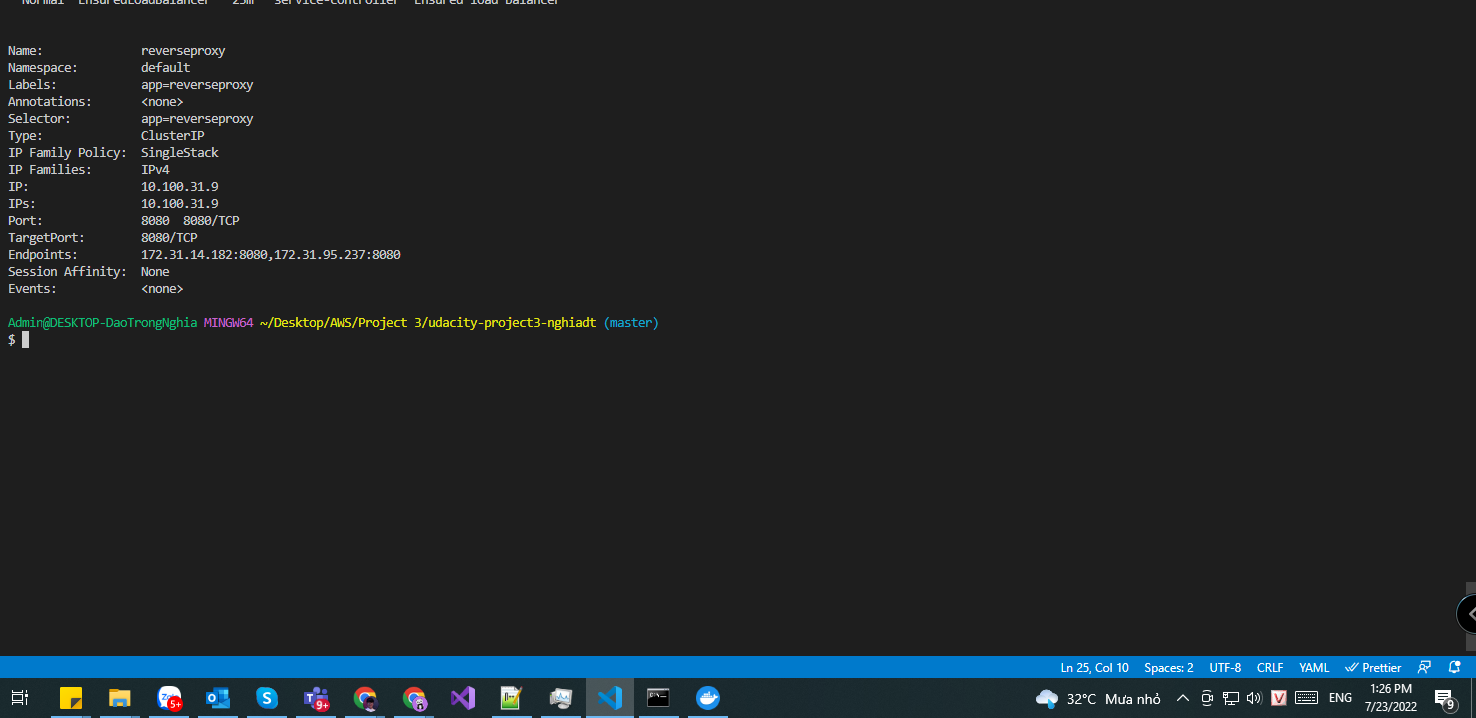 Normal EnsuredLoadBalancer 25m service-controller Ensured load balancer
Name: reverseproxy
Namespace: default
Labels: app=reverseproxy
Annotations: <none>
Selector: app=reverseproxy
Type: ClusterIP
IP Family Policy: SingleStack
IP Families: IPv4
IP: 10.100.31.9
IPs: 10.100.31.9
Port: 8080 8080/TCP
TargetPort: 8080/TCP
Endpoints: 172.31.14.182:8080,172.31.95.237:8080
Session Affinity: None
Events: <none>
Admin@DESKTOP-DaoTrongNghia MINGW64 ~/Desktop/AWS/Project 3/udacity-project3-nghiadt (master)
$
Ln 25, Col 10 Spaces: 2 UTF-8 CRLF YAML Prettier
5+
9+
32°C Mưa nhỏ ENG 1:26 PM
7/23/2022
9